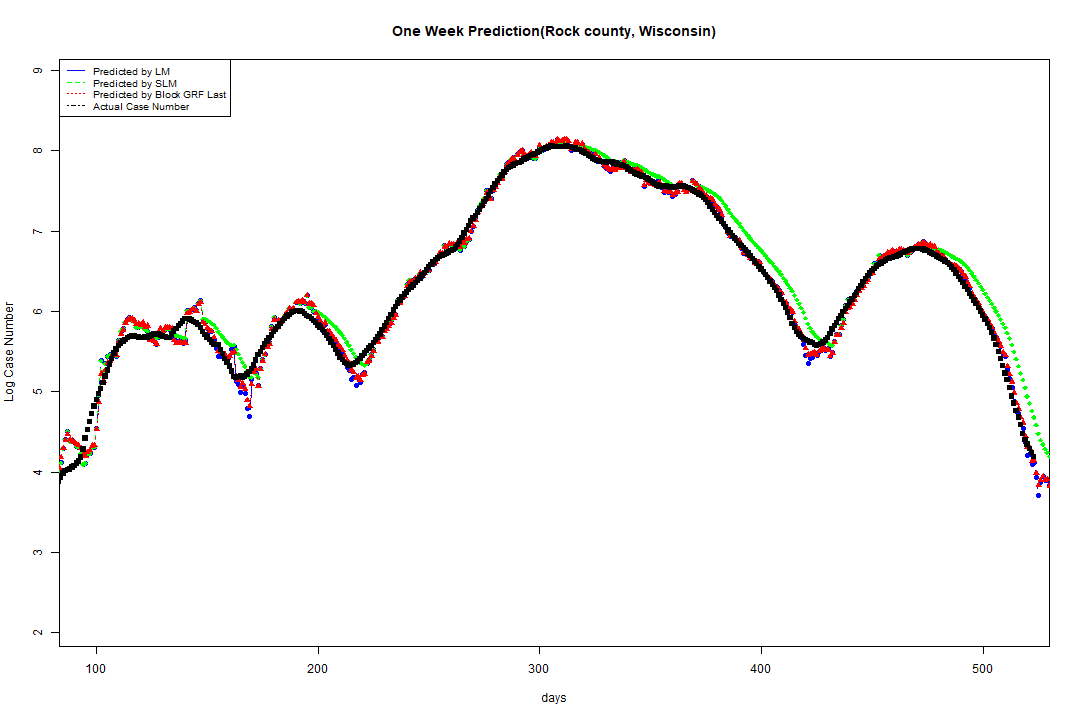 One Week Prediction(Rock county, Wisconsin)
Predicted by LM
Predicted by SLM
Predicted by Block GRF Last
Actual Case Number
Log Case Number
9
8
7
6
5
4
3
2
100 200 300 400 500
days